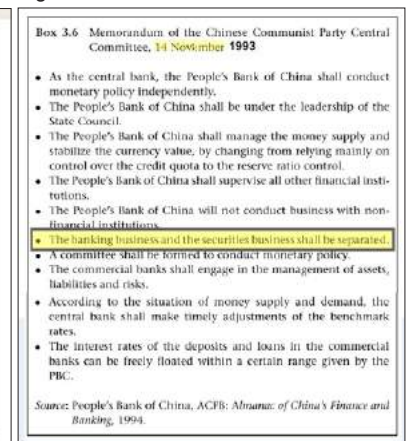 Box 3.6 Memorandum of the Chinese Communist Party Central
Committee, 14 November 1993
• As the central bank, the People's Bank of China shall conduct
monetary policy independently.
• The People's Bank of China shall be under the leadership of the
State Council.
• The People's Bank of China shall manage the money supply and
stabilize the currency value, by changing from relying mainly on
control over the credit quota to the reserve ratio control.
• The People's Bank of China shall supervise all other financial insti-
tutions.
• The People's Bank of China will not conduct business with non-
financial institutions.
• The banking business and the securities business shall be separated.
• A committee shall be formed to conduct monetary policy.
• The commercial banks shall engage in the management of assets,
liabilities and risks.
• According to the situation of money supply and demand, the
central bank shall make timely adjustments of the benchmark
rates.
• The interest rates of the deposits and loans in the commercial
banks can be freely floated within a certain range given by the
PBC.
Source: People's Bank of China, ACFB: Almanac of China's Finance and
Banking, 1994.